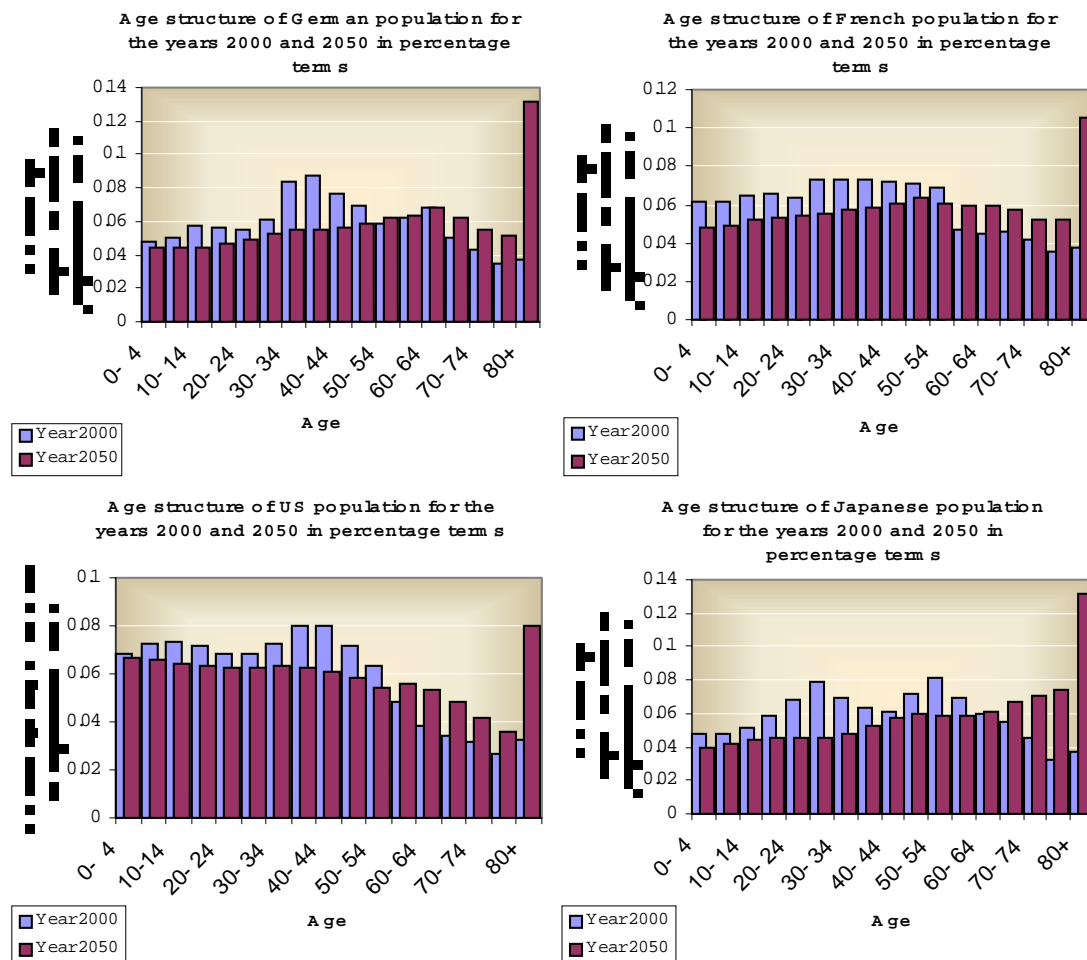 Age structure of German population for
the years 2000 and 2050 in percentage
terms
0.14
0.12
0.1
0.08
0.06
0.04
0.02
0
0-4
10-14
20-24
30-34
40-44
50-54
60-64
70-74
80+
Age
Year2000
Year2050
Age structure of French population for
the years 2000 and 2050 in percentage
terms
0.12
0.1
0.08
0.06
0.04
0.02
0
0-4
10-14
20-24
30-34
40-44
50-54
60-64
70-74
80+
Age
Year2000
Year2050
Age structure of US population for the
years 2000 and 2050 in percentage terms
0.1
0.08
0.06
0.04
0.02
0
0-4
10-14
20-24
30-34
40-44
50-54
60-64
70-74
80+
Age
Year2000
Year2050
Age structure of Japanese population
for the years 2000 and 2050 in
percentage terms
0.14
0.12
0.1
0.08
0.06
0.04
0.02
0
0-4
10-14
20-24
30-34
40-44
50-54
60-64
70-74
80+
Age
Year2000
Year2050